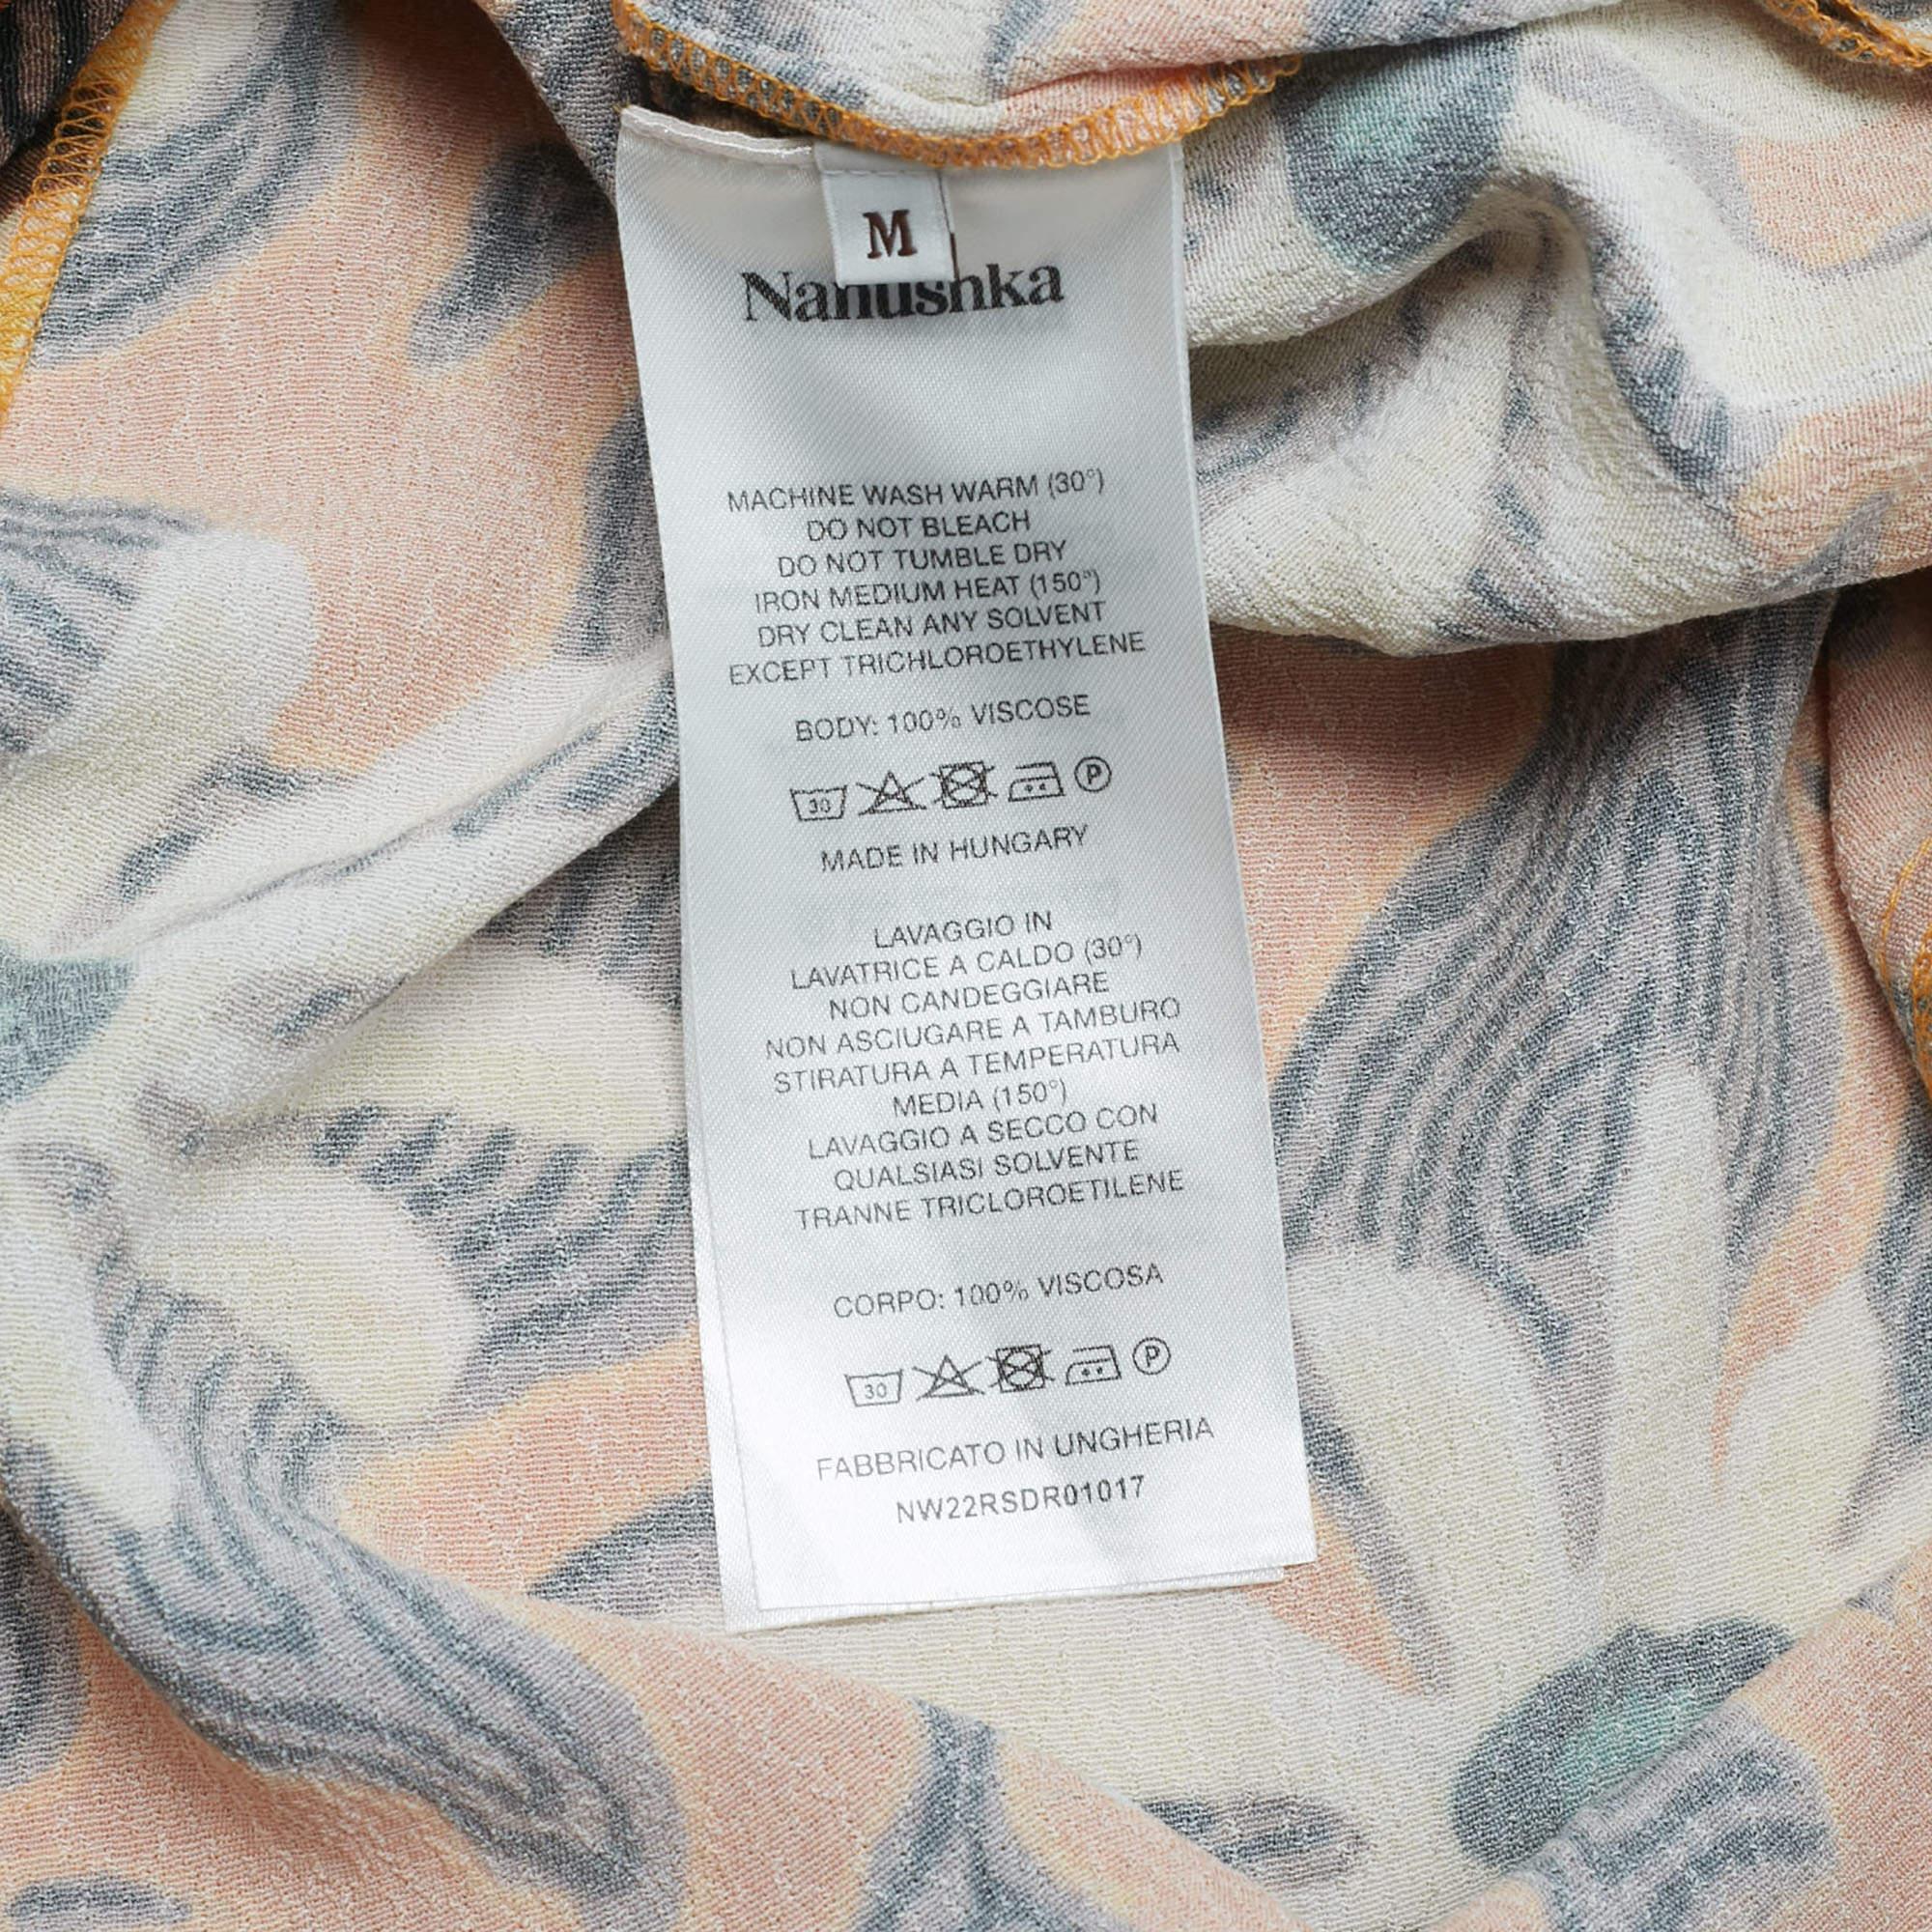 M
Nanushka
MACHINE WASH WARM (30°)
DO NOT BLEACH
DO NOT TUMBLE DRY
IRON MEDIUM HEAT (150°)
DRY CLEAN ANY SOLVENT
EXCEPT TRICHLOROETHYLENE
BODY: 100% VISCOSE
30 P
MADE IN HUNGARY
LAVAGGIO IN
LAVATRICE A CALDO (30°)
NON CANDEGGIARE
NON ASCIUGARE A TAMBURO
STIRATURA A TEMPERATURA
MEDIA (150°)
LAVAGGIO A SECCO CON
QUALSIASI SOLVENTE
TRANNE TRICLOROETILENE
CORPO: 100% VISCOSA
30 P
FABBRICATO IN UNGHERIA
NW22RSDR01017